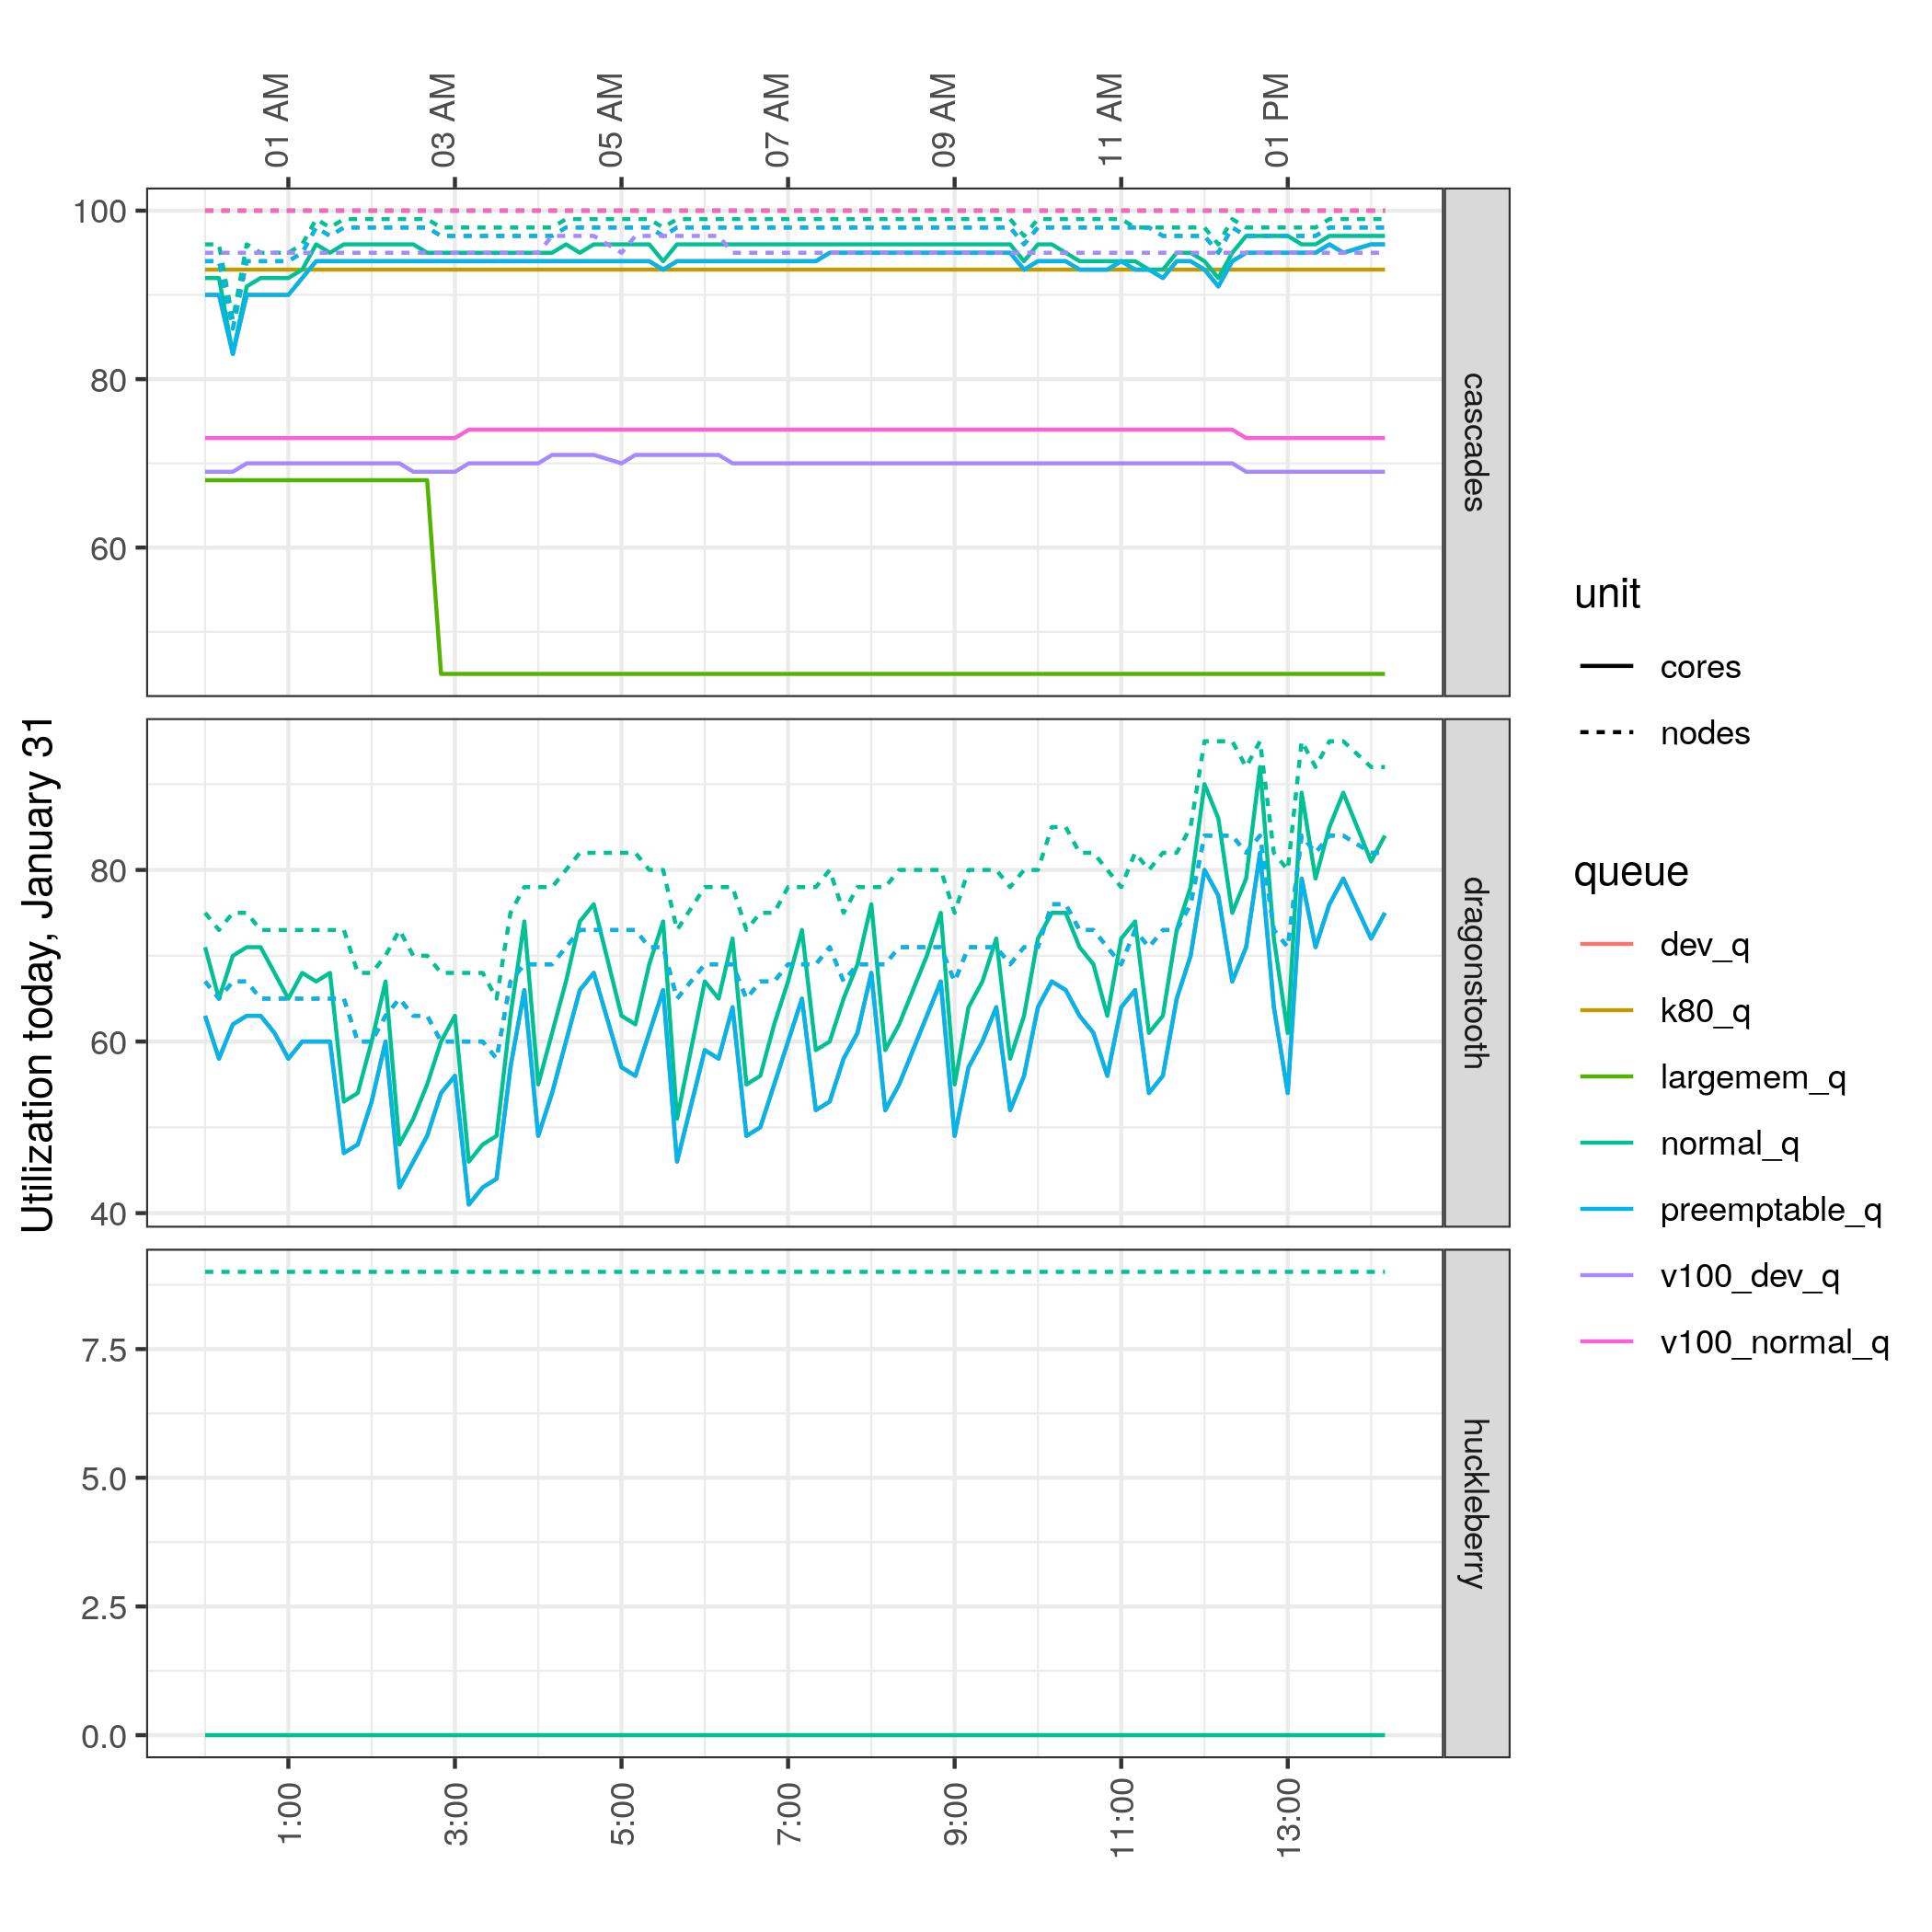 01 AM
03 AM
05 AM
07 AM
09 AM
11 AM
01 PM
Utilization today, January 31
100
80
60
cascades
80
60
40
dragonstooth
7.5
5.0
2.5
0.0
huckleberry
1:00
3:00
5:00
7:00
9:00
11:00
13:00
unit
cores
nodes
queue
dev_q
k80_q
largemem_q
normal_q
preemptable_q
v100_dev_q
v100_normal_q